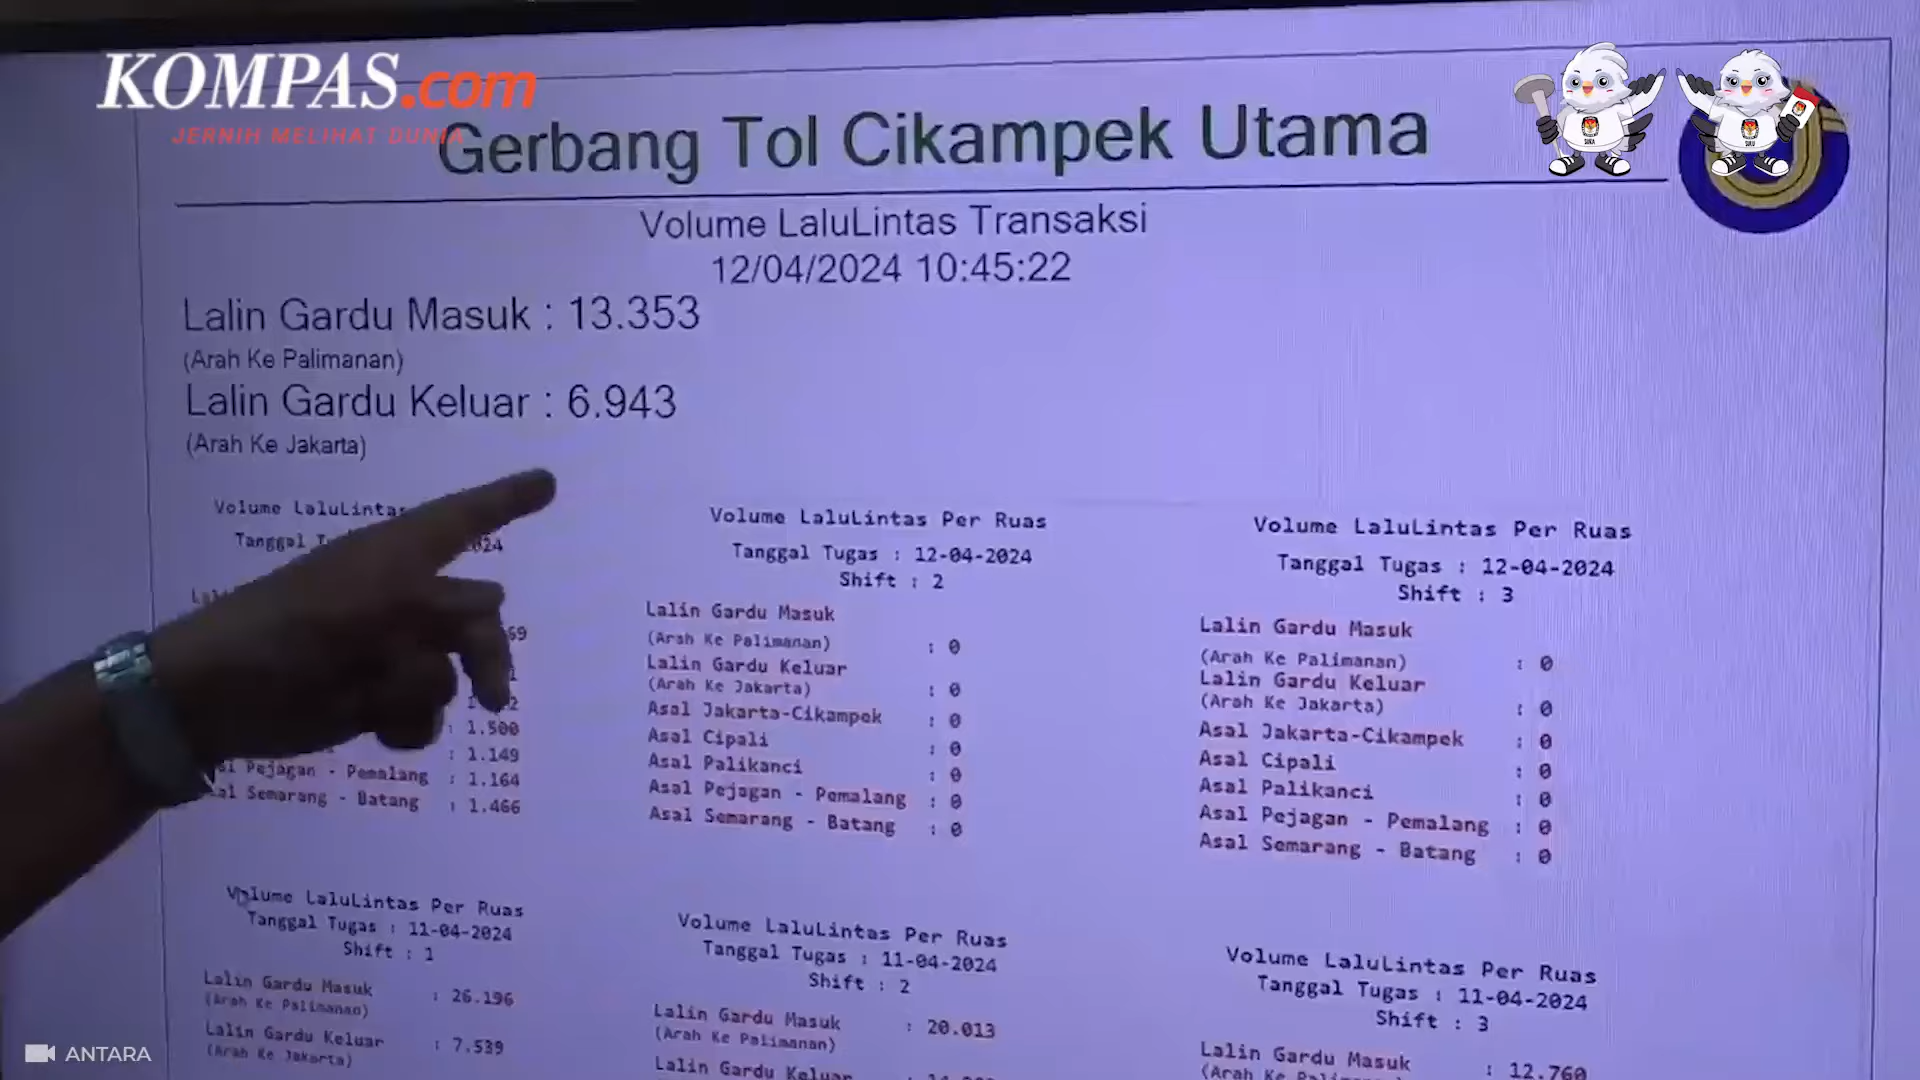 KOMPAS.com
JERNIH MELIHAT DUNIA
Gerbang Tol Cikampek Utama
Volume LaluLintas Transaksi
12/04/2024 10:45:22
Lalin Gardu Masuk : 13.353
(Arah Ke Palimanan)
Lalin Gardu Keluar : 6.943
(Arah Ke Jakarta)
Volume LaluLintas
Tanggal
: 1.500
: 1.149
Pejagan - Pemalang : 1.164
Semarang - Batang : 1.466
Volume LaluLintas Per Ruas
Tanggal Tugas : 12-04-2024
Shift : 2
Lalin Gardu Masuk
(Arah Ke Palimanan) : 0
Lalin Gardu Keluar
(Arah Ke Jakarta) : 0
Asal Jakarta-Cikampek : 0
Asal Cipali : 0
Asal Palikanci : 0
Asal Pejagan - Pemalang : 0
Asal Semarang - Batang : 0
Volume LaluLintas Per Ruas
Tanggal Tugas : 12-04-2024
Shift : 3
Lalin Gardu Masuk
(Arah Ke Palimanan) : 0
Lalin Gardu Keluar
(Arah Ke Jakarta) : 0
Asal Jakarta-Cikampek : 0
Asal Cipali : 0
Asal Palikanci : 0
Asal Pejagan - Pemalang : 0
Asal Semarang - Batang : 0
Volume LaluLintas Per Ruas
Tanggal Tugas : 11-04-2024
Shift : 1
Lalin Gardu Masuk : 26.196
(Arah Ke Palimanan)
Lalin Gardu Keluar : 7.539
(Arah Ke Jakarta)
Volume LaluLintas Per Ruas
Tanggal Tugas : 11-04-2024
Shift : 2
Lalin Gardu Masuk : 20.013
(Arah Ke Palimanan)
Lalin Gardu Keluar
Volume LaluLintas Per Ruas
Tanggal Tugas : 11-04-2024
Shift : 3
Lalin Gardu Masuk : 12.760
(Arah Ke
ANTARA